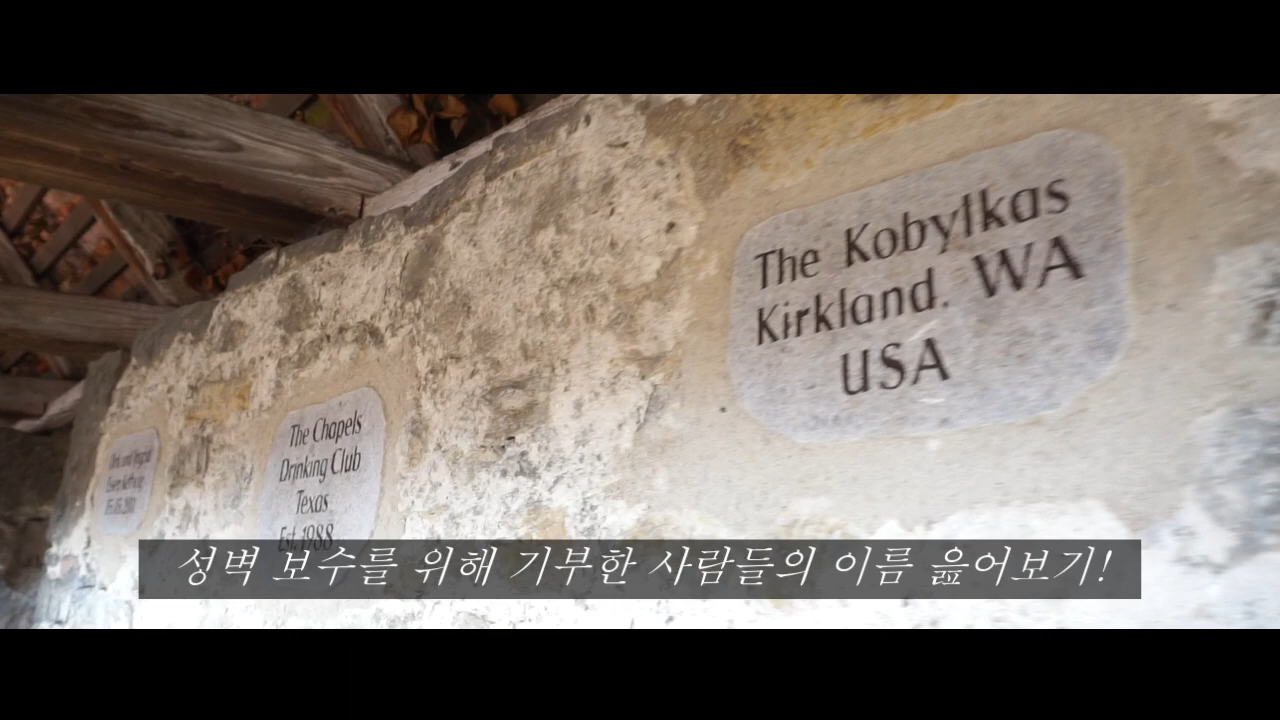 The Kobylkas
Kirkland, WA
USA
The Chapels
Drinking Club
Texas
Est. 1988
성벽 보수를 위해 기부한 사람들의 이름 읊어보기!